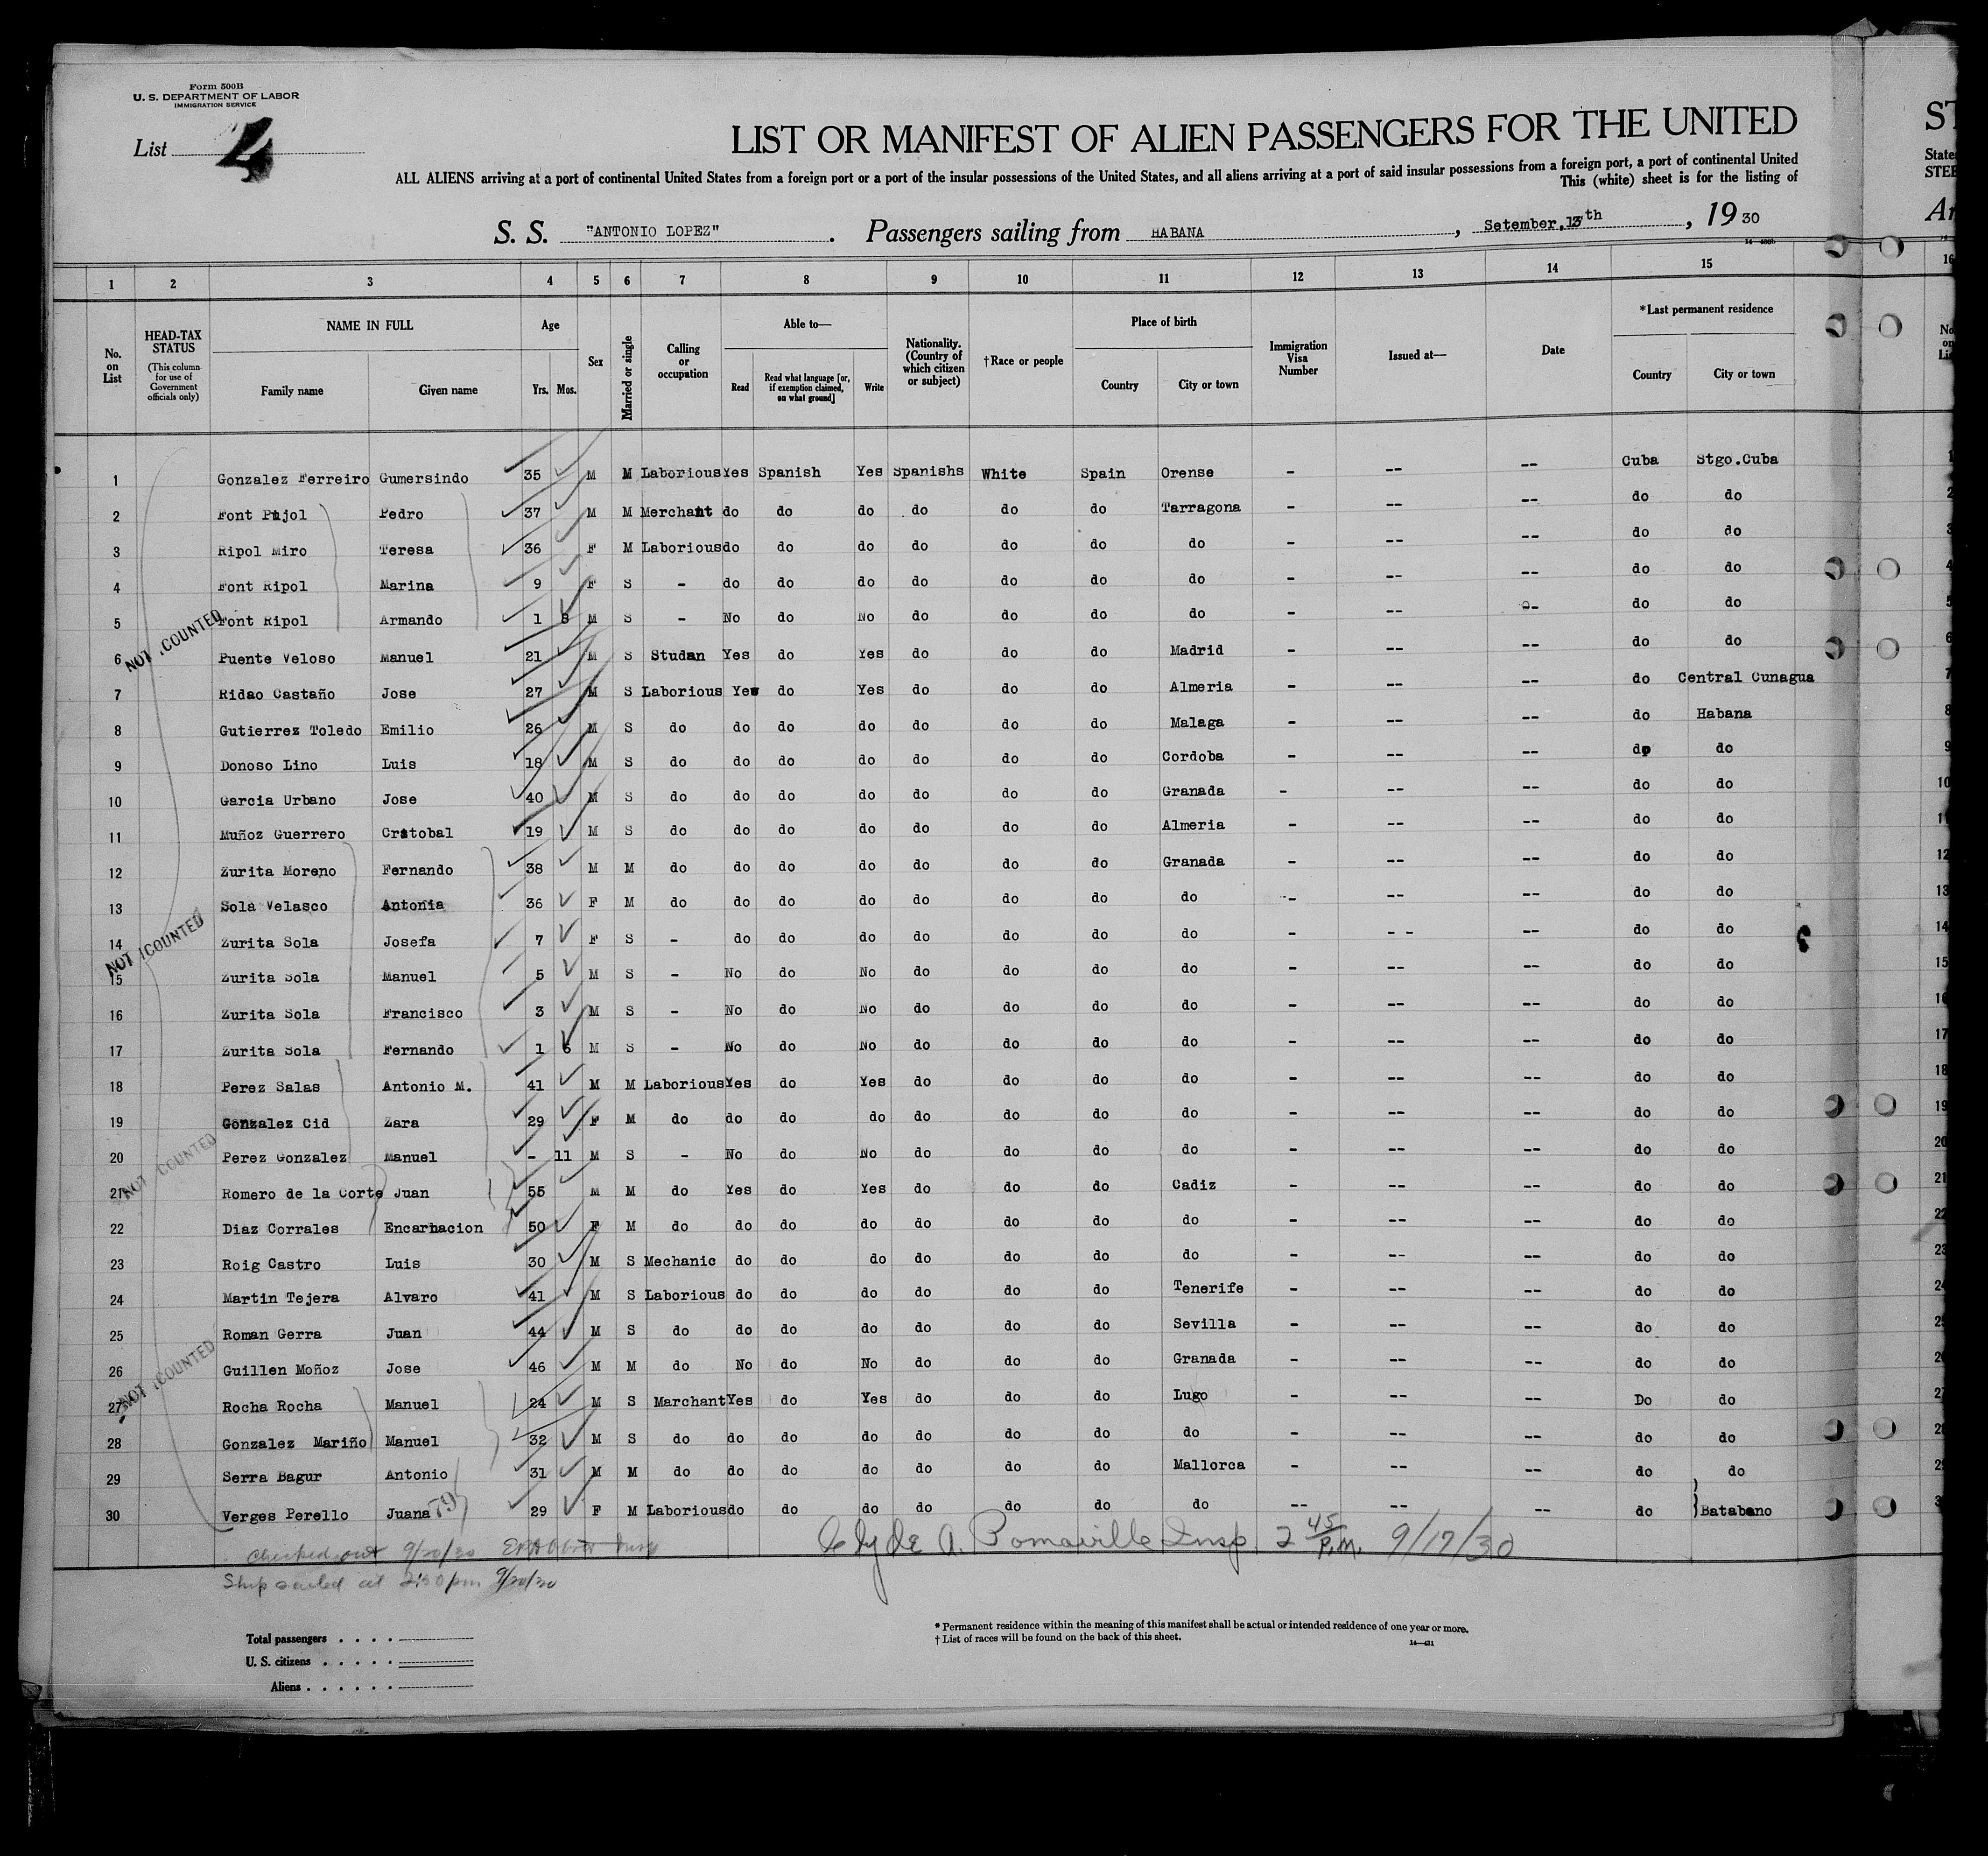 Form 500B
U. S. DEPARTMENT OF LABOR
IMMIGRATION SERVICE
List 4
LIST OR MANIFEST OF ALIEN PASSENGERS FOR THE UNITED
ALL ALIENS arriving at a port of continental United States from a foreign port or a port of the insular possessions of the United States, and all aliens arriving at a port of said insular possessions from a foreign port, a port of continental United
This (white) sheet is for the listing of
S. S. "ANTONIO LOPEZ" . Passengers sailing from HABANA , Setember.13th , 19 30
1 2 3 4 5 6 7 8 9 10 11 12 13 14 15
No. on List
HEAD-TAX STATUS (This column for use of Government officials only)
NAME IN FULL Family name Given name
Age Yrs. Mos.
Sex
Married or single
Calling or occupation
Able to— Read Read what language [or, if exemption claimed, on what ground] Write
Nationality. (Country of which citizen or subject)
†Race or people
Place of birth Country City or town
Immigration Visa Number
Issued at—
Date
*Last permanent residence Country City or town
1 Gonzalez Ferreiro Gumersindo 35 M M Laborious Yes Spanish Yes Spanishs White Spain Orense - -- -- Cuba Stgo.Cuba
2 Font Pujol Pedro 37 M M Merchant do do do do do do Tarragona - -- -- do do
3 Ripol Miro Teresa 36 F M Laborious do do do do do do do - -- -- do do
4 Font Ripol Marina 9 F S - do do do do do do do - -- -- do do
5 Font Ripol Armando 1 8 M S - No do No do do do do - -- -- do do
6 Puente Veloso Manuel 21 M S Studan Yes do Yes do do do Madrid - -- -- do do
7 Ridao Castaño Jose 27 M S Laborious Yes do Yes do do do Almeria - -- -- do Central Cunagua
8 Gutierrez Toledo Emilio 26 M S do do do do do do do Malaga - -- -- do Habana
9 Donoso Lino Luis 18 M S do do do do do do do Cordoba - -- -- do do
10 Garcia Urbano Jose 40 M S do do do do do do do Granada - -- -- do do
11 Muñoz Guerrero Cristobal 19 M S do do do do do do do Almeria - -- -- do do
12 Zurita Moreno Fernando 38 M M do do do do do do do Granada - -- -- do do
13 Sola Velasco Antonia 36 F M do do do do do do do do - -- -- do do
14 Zurita Sola Josefa 7 F S - do do do do do do do - - - -- do do
15 Zurita Sola Manuel 5 M S - No do No do do do do - -- -- do do
16 Zurita Sola Francisco 3 M S - No do No do do do do - -- -- do do
17 Zurita Sola Fernando 1 6 M S - No do No do do do do - -- -- do do
18 Perez Salas Antonio M. 41 M M Laborious Yes do Yes do do do do - -- -- do do
19 Gonzalez Cid Zara 29 F M do do do do do do do do - -- -- do do
20 Perez Gonzalez Manuel - 11 M S - No do No do do do do - -- -- do do
21 Romero de la Corte Juan 55 M M do Yes do Yes do do do Cadiz - -- -- do do
22 Diaz Corrales Encarnacion 50 F M do do do do do do do do - -- -- do do
23 Roig Castro Luis 30 M S Mechanic do do do do do do do - -- -- do do
24 Martin Tejera Alvaro 41 M S Laborious do do do do do do Tenerife - -- -- do do
25 Roman Gerra Juan 44 M S do do do do do do do Sevilla - -- -- do do
26 Guillen Moñoz Jose 46 M M do No do No do do do Granada - -- -- do do
27 Rocha Rocha Manuel 24 M S Marchant Yes do Yes do do do Lugo - -- -- Do do
28 Gonzalez Mariño Manuel 32 M S do do do do do do do do - -- -- do do
29 Serra Bagur Antonio 31 M M do do do do do do do Mallorca - -- -- do do
30 Verges Perello Juana 79 29 F M Laborious do do do do do do do -- -- -- do Batabano
NOT COUNTED
NOT COUNTED
NOT COUNTED
NOT COUNTED
Clyde A. Pomaville Insp. 2 45 P.M. 9/17/30
Checked out 9/20/30 Insp
Ship sailed at 2:30 pm 9/20/30
Total passengers . . . .
U. S. citizens . . . . .
Aliens . . . . . .
* Permanent residence within the meaning of this manifest shall be actual or intended residence of one year or more.
† List of races will be found on the back of this sheet.